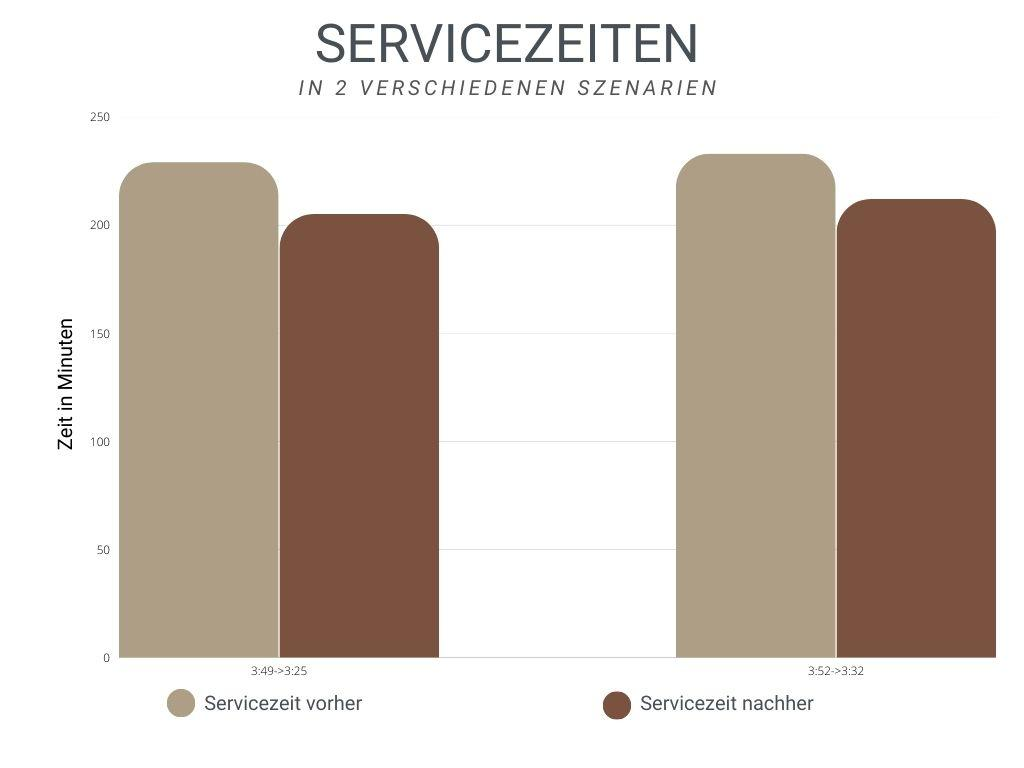 SERVICEZEITEN
IN 2 VERSCHIEDENEN SZENARIEN
250
200
150
100
50
0
Zeit in Minuten
3:49->3:25
3:52->3:32
Servicezeit vorher
Servicezeit nachher